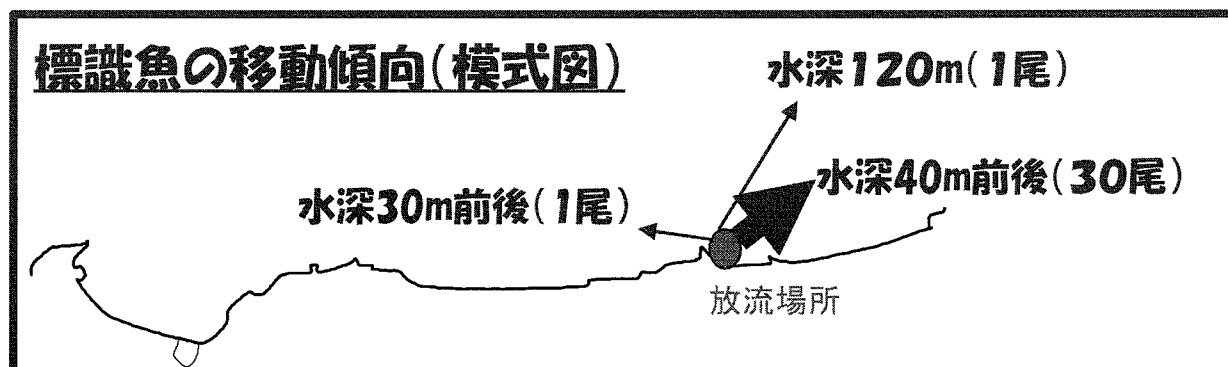 標識魚の移動傾向(模式図)
水深120m(1尾)
水深40m前後(30尾)
水深30m前後(1尾)
放流場所